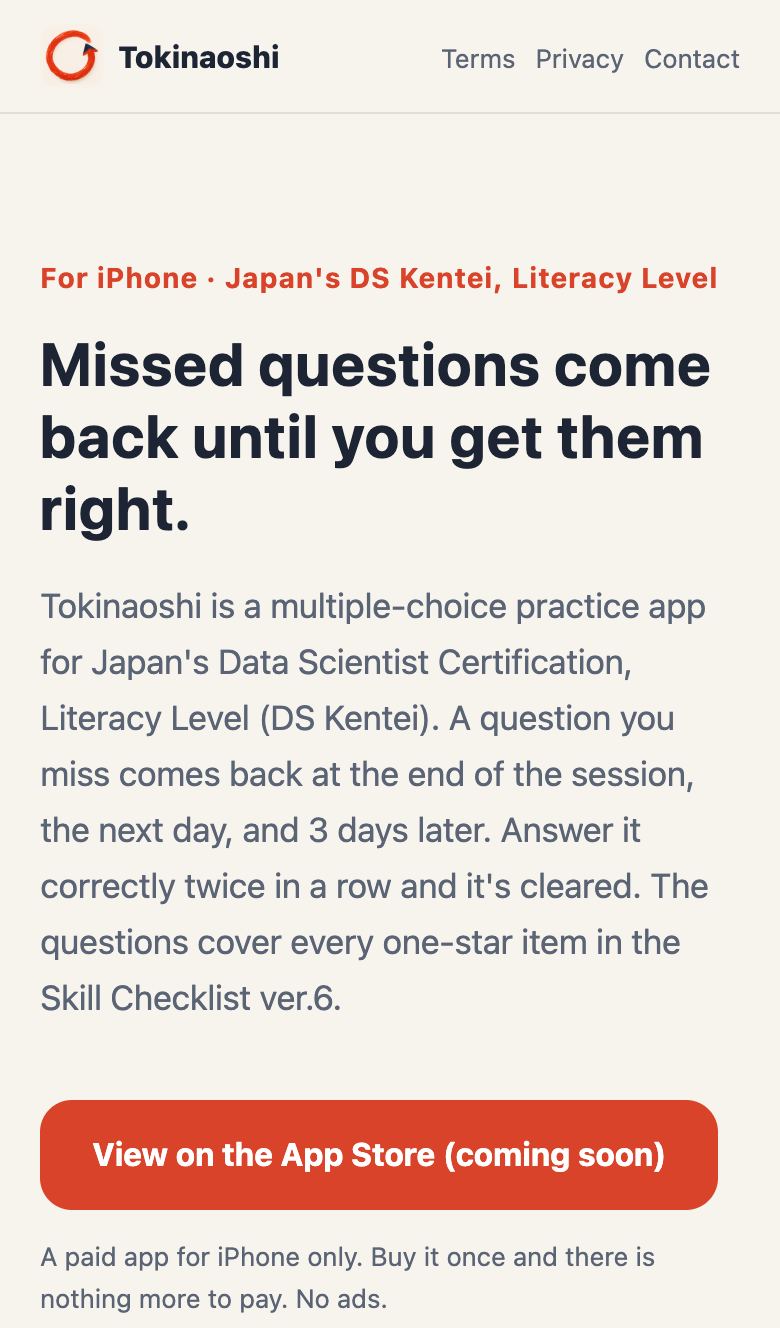 Tokinaoshi
Terms Privacy Contact
For iPhone · Japan's DS Kentei, Literacy Level
Missed questions come
back until you get them
right.
Tokinaoshi is a multiple-choice practice app
for Japan's Data Scientist Certification,
Literacy Level (DS Kentei). A question you
miss comes back at the end of the session,
the next day, and 3 days later. Answer it
correctly twice in a row and it's cleared. The
questions cover every one-star item in the
Skill Checklist ver.6.
View on the App Store (coming soon)
A paid app for iPhone only. Buy it once and there is
nothing more to pay. No ads.